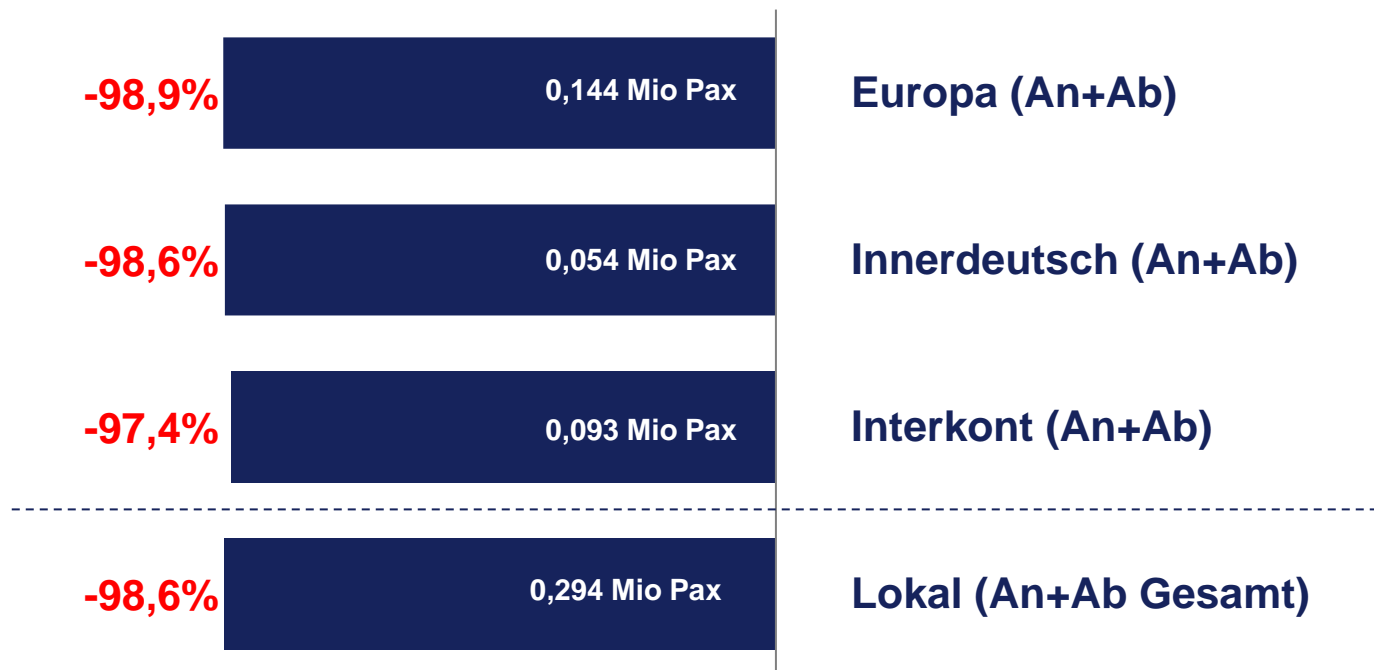 -98,9% 0,144 Mio Pax Europa (An+Ab)
-98,6% 0,054 Mio Pax Innerdeutsch (An+Ab)
-97,4% 0,093 Mio Pax Interkont (An+Ab)
-98,6% 0,294 Mio Pax Lokal (An+Ab Gesamt)